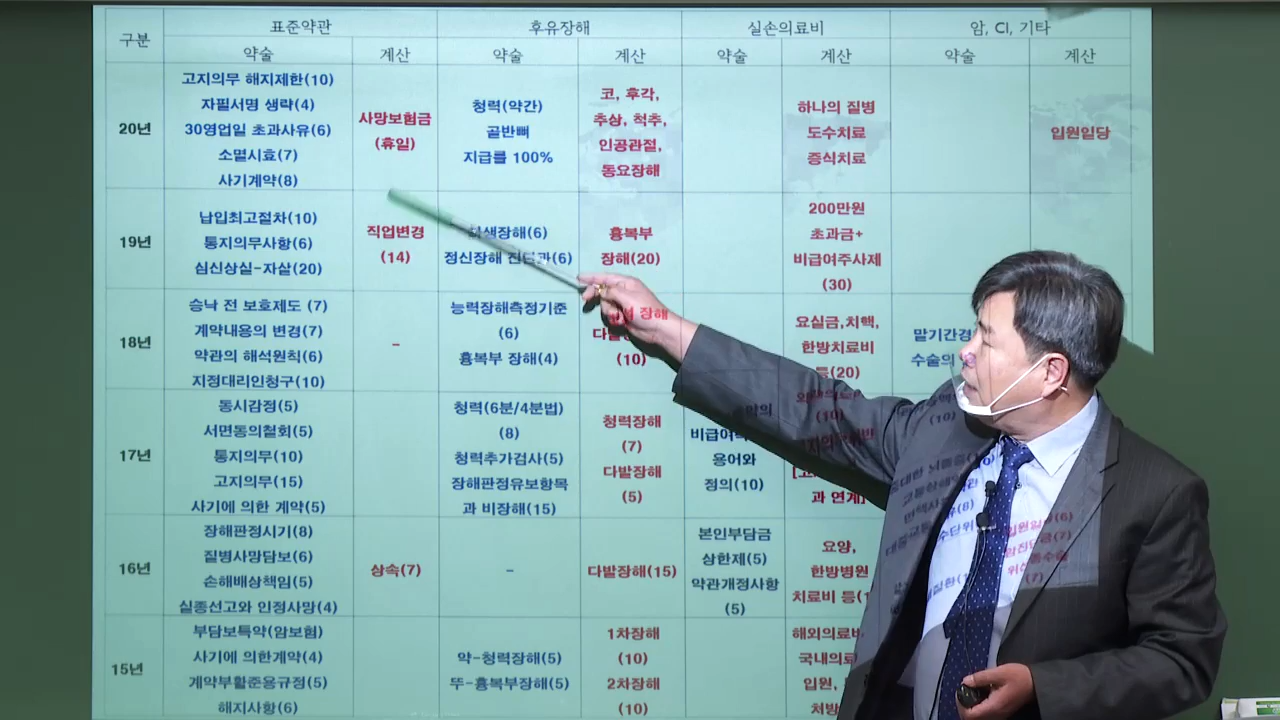 구분 표준약관 후유장해 실손의료비 암, CI, 기타
약술 계산 약술 계산 약술 계산 약술 계산
20년
고지의무 해지제한(10)
자필서명 생략(4)
30영업일 초과사유(6)
소멸시효(7)
사기계약(8)
사망보험금
(휴일)
청력(약간)
골반뼈
지급률 100%
코, 후각,
추상, 척추,
인공관절,
동요장해
하나의 질병
도수치료
증식치료
입원일당
19년
납입최고절차(10)
통지의무사항(6)
심신상실-자살(20)
직업변경
(14)
정신장해
흉복부
장해(20)
200만원
초과금+
비급여주사제
(30)
18년
승낙 전 보호제도 (7)
계약내용의 변경(7)
약관의 해석원칙(6)
지정대리인청구(10)
–
능력장해측정기준
(6)
흉복부 장해(4)
장해
(10)
요실금,치핵,
한방치료비
등(20)
말기간경
수술의
17년
동시감정(5)
서면동의철회(5)
통지의무(10)
고지의무(15)
사기에 의한 계약(5)
청력(6분/4분법)
(8)
청력추가검사(5)
장해판정유보항목
과 비장해(15)
청력장해
(7)
다발장해
(5)
용어와
정의(10)
(10)
과 연계]
16년
장해판정시기(8)
질병사망담보(6)
손해배상책임(5)
실종선고와 인정사망(4)
상속(7)
–
다발장해(15)
본인부담금
상한제(5)
약관개정사항
(5)
요양,
한방병원
치료비 등(1
(7)
15년
부담보특약(암보험)
사기에 의한계약(4)
계약부활준용규정(5)
해지사항(6)
약-청력장해(5)
뚜-흉복부장해(5)
1차장해
(10)
2차장해
(10)
해외의료비
국내의료
입원,
처방